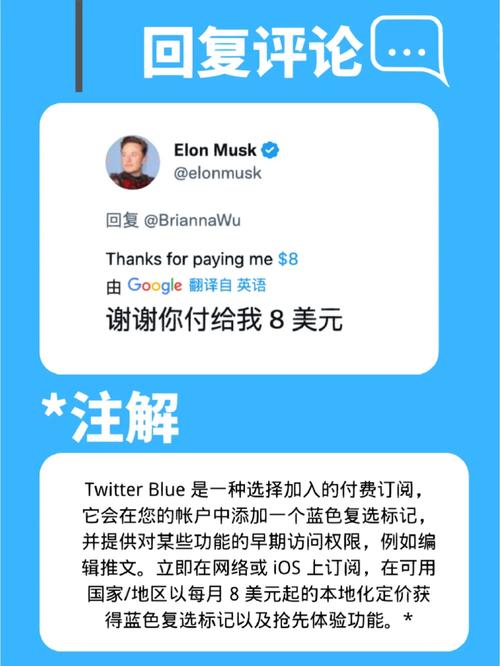 回复评论
Elon Musk
@elonmusk
回复 @BriannaWu
Thanks for paying me $8
由 Google 翻译自 英语
谢谢你付给我 8 美元
*注解
Twitter Blue 是一种选择加入的付费订阅，
它会在您的帐户中添加一个蓝色复选标记，
并提供对某些功能的早期访问权限，例如编
辑推文。立即在网络或 iOS 上订阅，在可用
国家/地区以每月 8 美元起的本地化定价获
得蓝色复选标记以及抢先体验功能。*